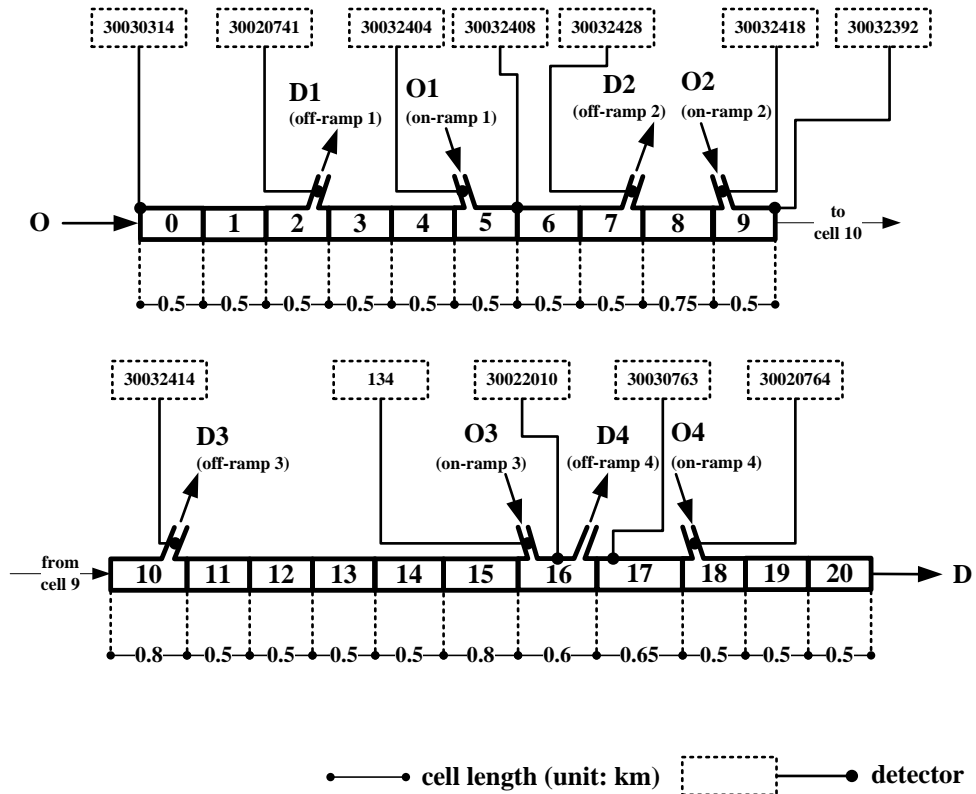 30030314 30020741 30032404 30032408 30032428 30032418 30032392
D1
(off-ramp 1)
O1
(on-ramp 1)
D2
(off-ramp 2)
O2
(on-ramp 2)
O 0 1 2 3 4 5 6 7 8 9
to
cell 10
0.5 0.5 0.5 0.5 0.5 0.5 0.5 0.5 0.75 0.5
30032414 134 30022010 30030763 30020764
D3
(off-ramp 3)
O3
(on-ramp 3)
D4
(off-ramp 4)
O4
(on-ramp 4)
from
cell 9
10 11 12 13 14 15 16 17 18 19 20 D
0.8 0.5 0.5 0.5 0.5 0.8 0.6 0.65 0.5 0.5 0.5
cell length (unit: km) detector